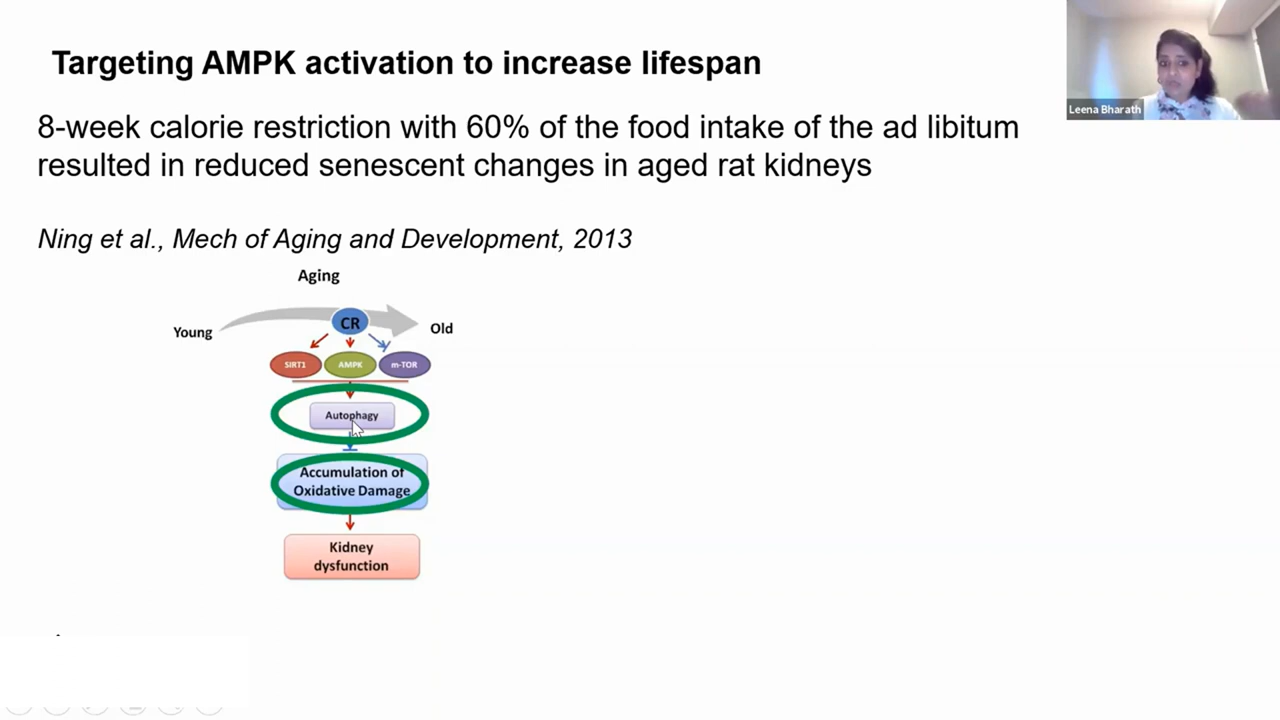 Targeting AMPK activation to increase lifespan
Leena Bharath
8-week calorie restriction with 60% of the food intake of the ad libitum
resulted in reduced senescent changes in aged rat kidneys
Ning et al., Mech of Aging and Development, 2013
Aging
Young
CR
Old
SIRT1
AMPK
m-TOR
Autophagy
Accumulation of
Oxidative Damage
Kidney
dysfunction